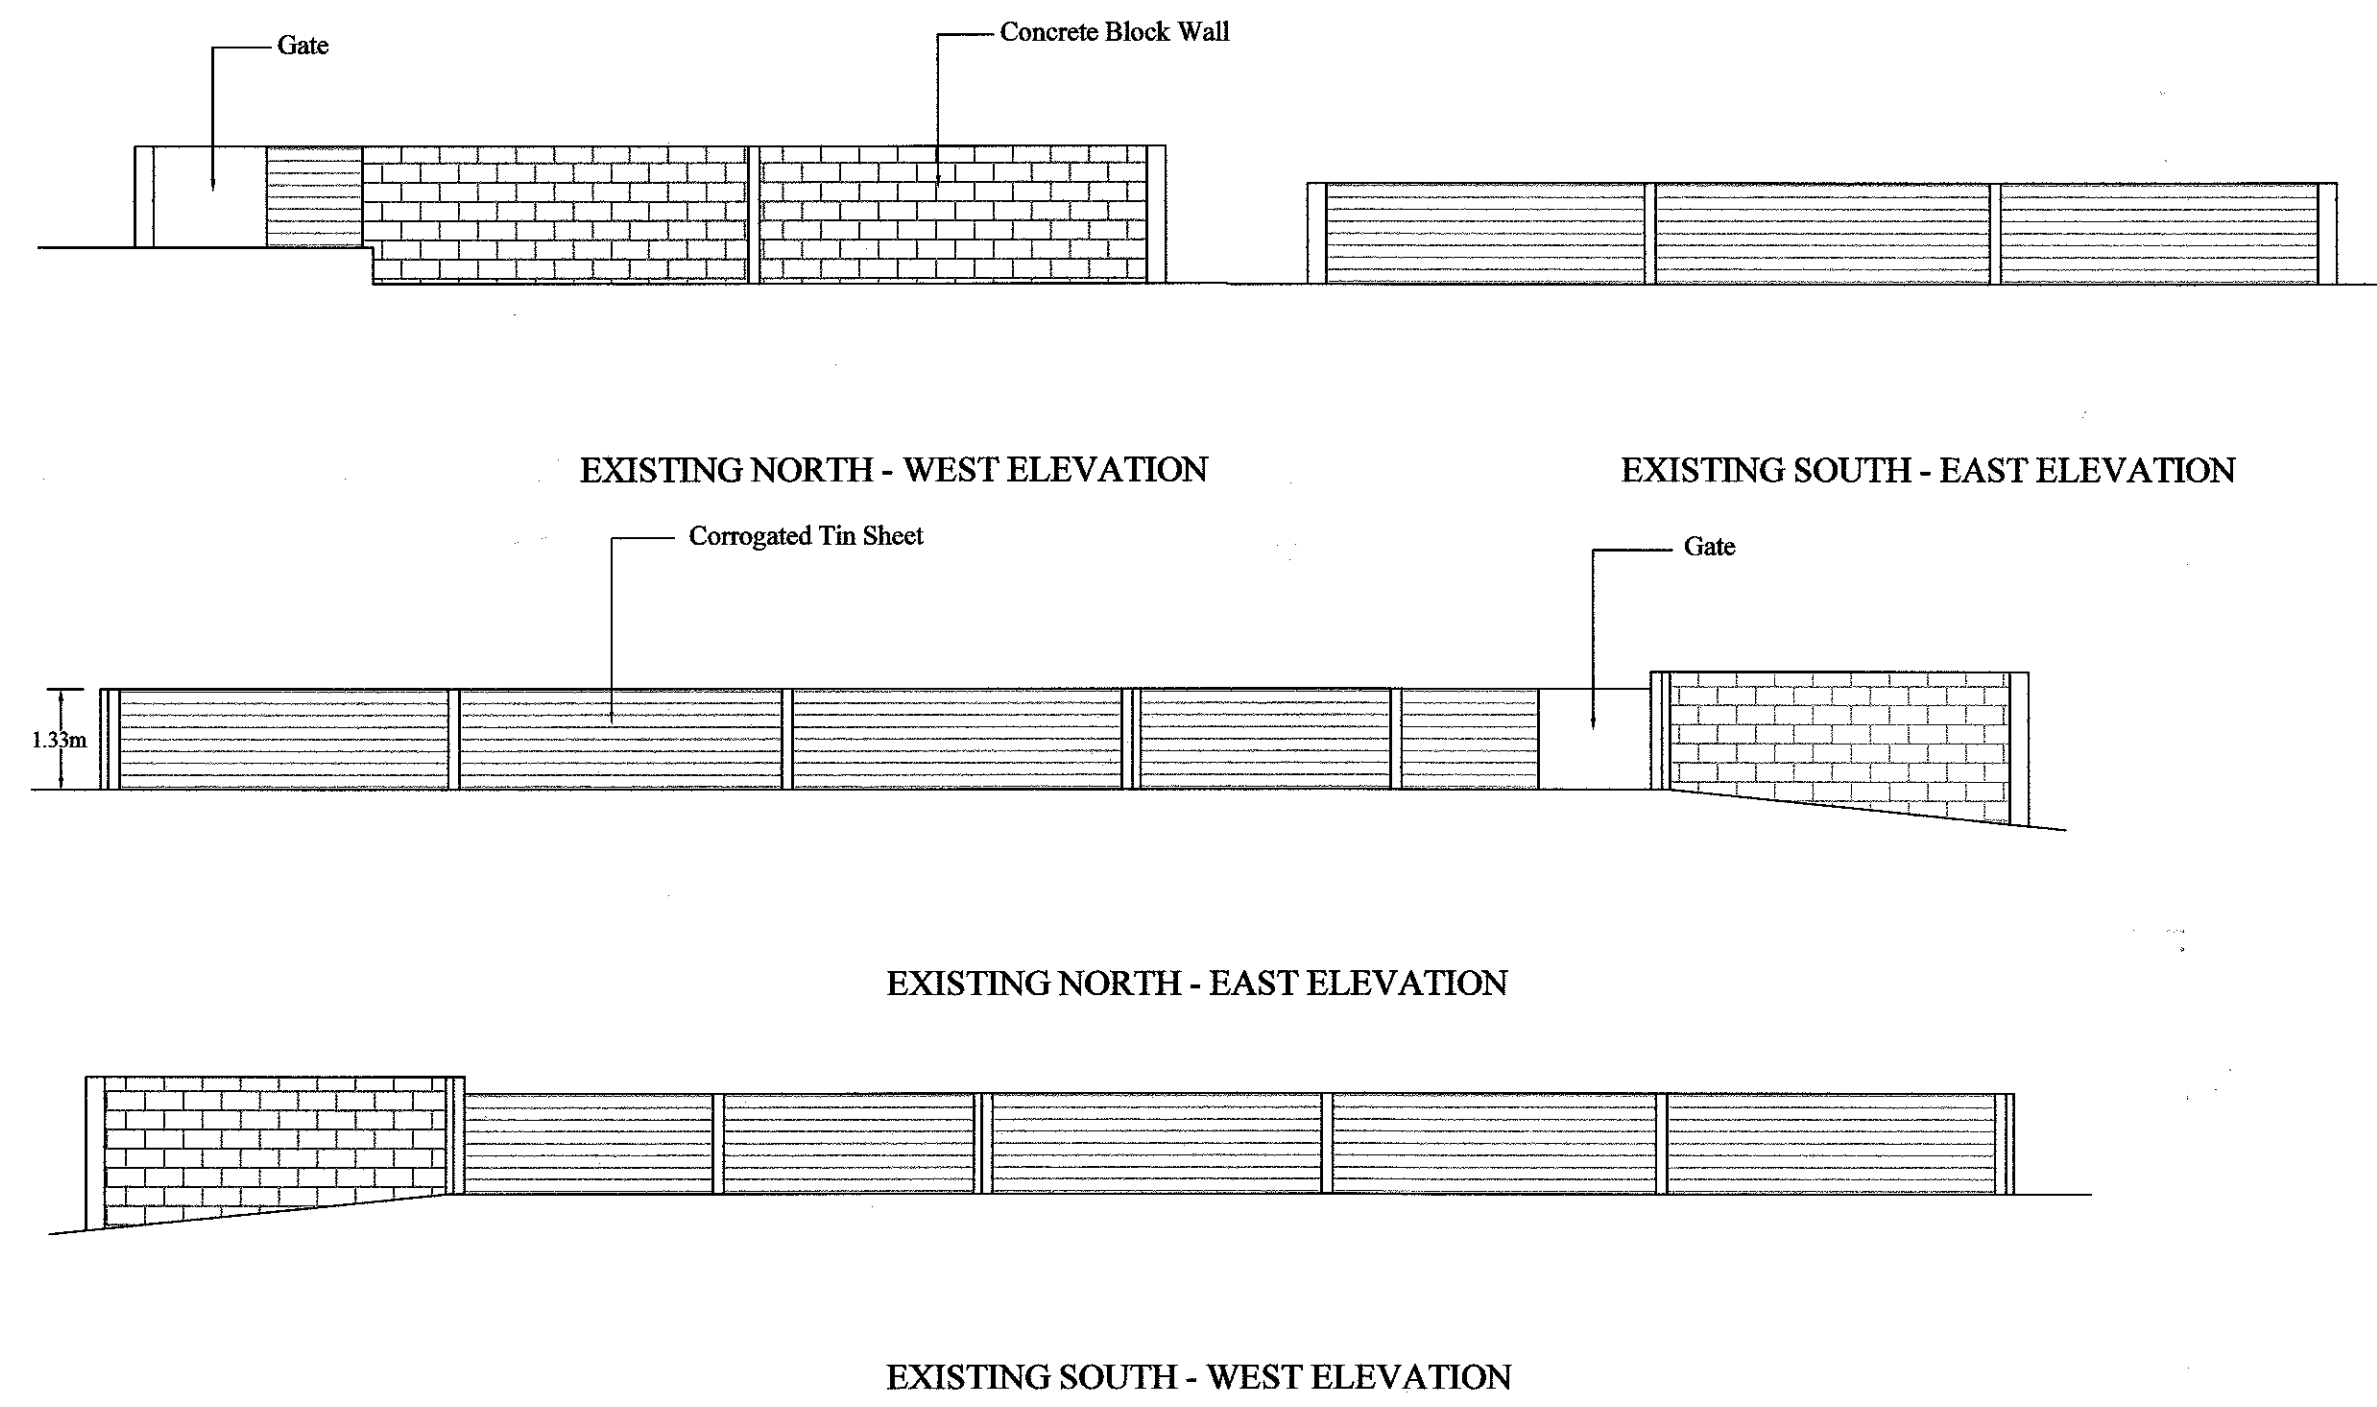 Gate
Concrete Block Wall
EXISTING NORTH - WEST ELEVATION
EXISTING SOUTH - EAST ELEVATION
Corrogated Tin Sheet
Gate
1.33m
EXISTING NORTH - EAST ELEVATION
EXISTING SOUTH - WEST ELEVATION